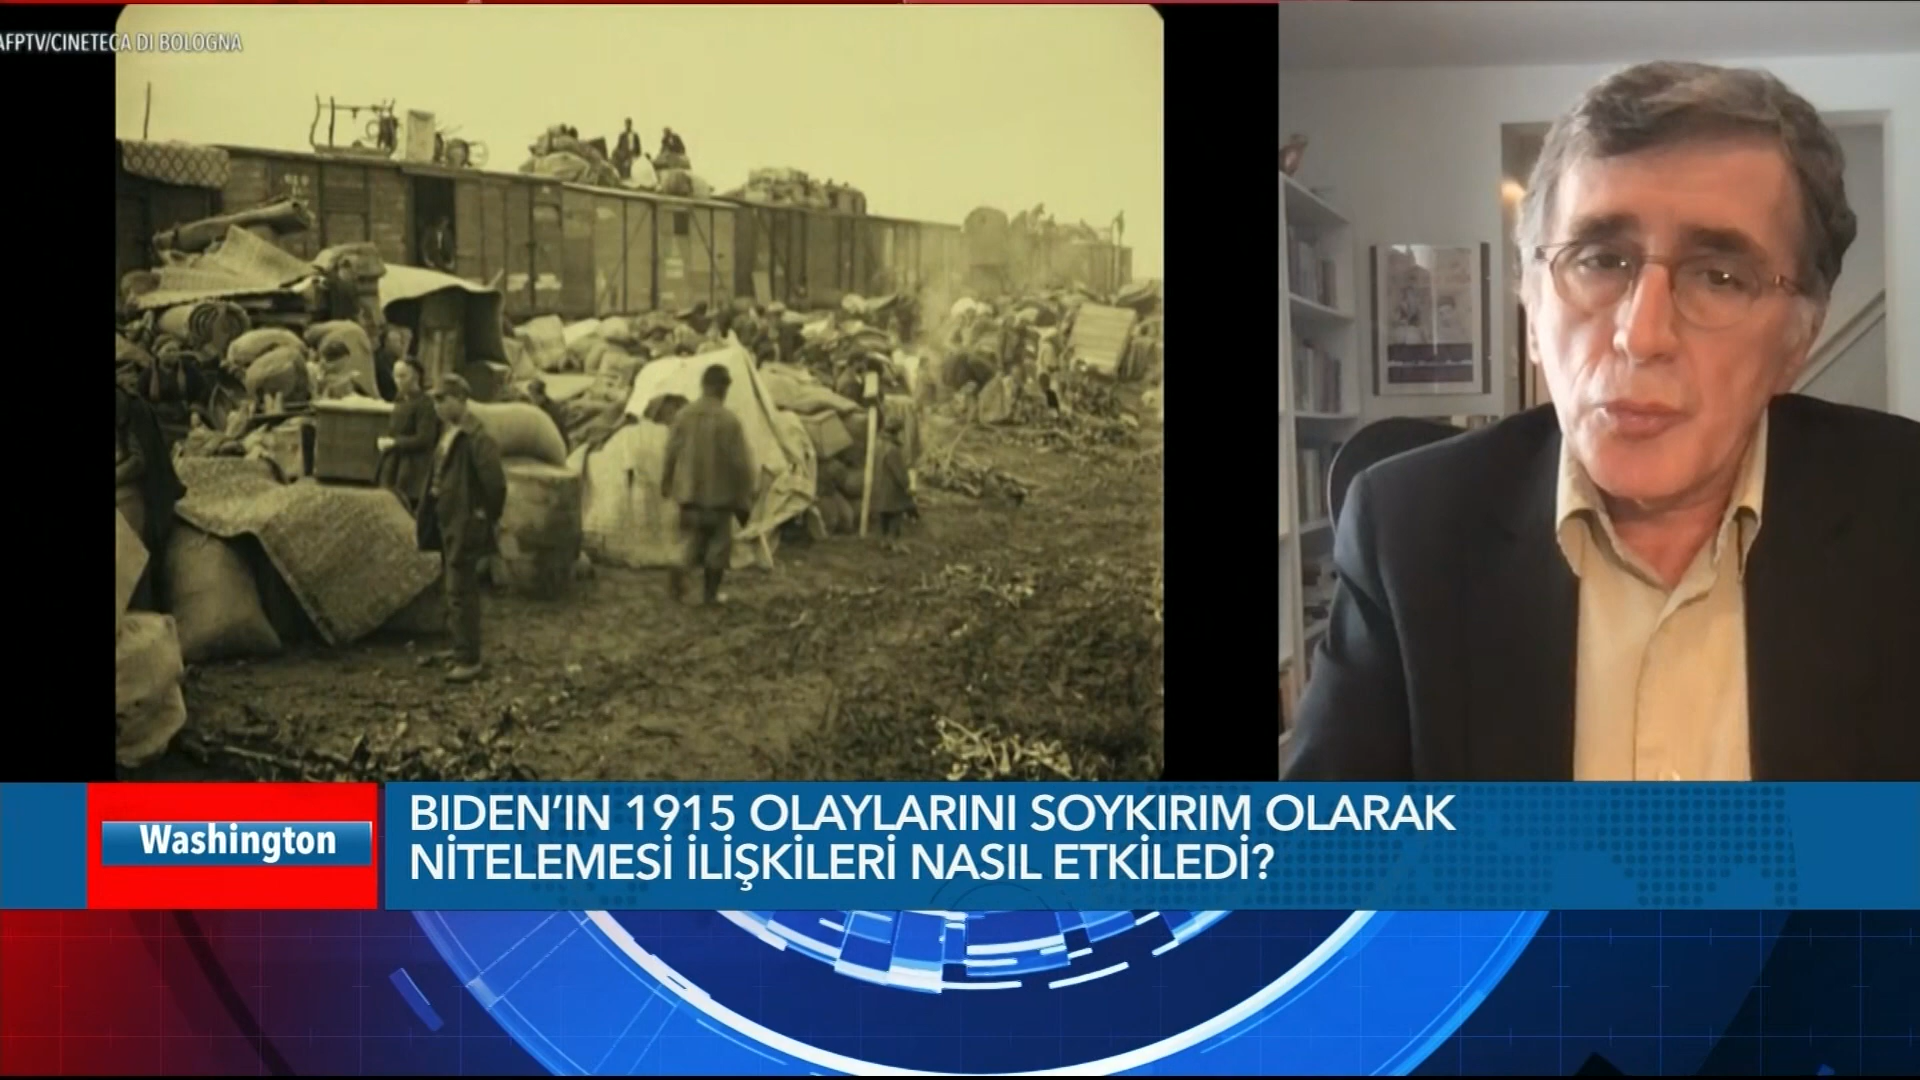 AFPTV/CINETECA DI BOLOGNA
Washington
BIDEN’IN 1915 OLAYLARINI SOYKIRIM OLARAK
NİTELEMESİ İLİŞKİLERİ NASIL ETKİLEDİ?